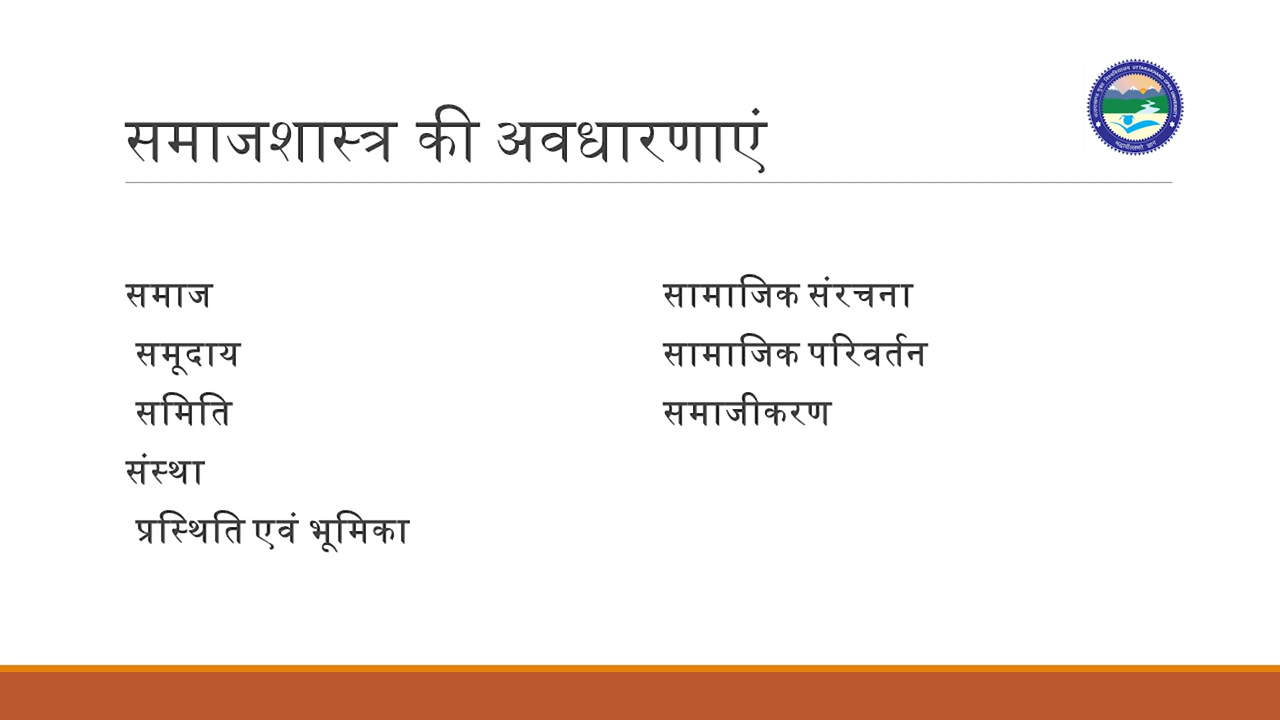 समाजशास्त्र की अवधारणाएं
समाज
समूदाय
समिति
संस्था
प्रस्थिति एवं भूमिका
सामाजिक संरचना
सामाजिक परिवर्तन
समाजीकरण